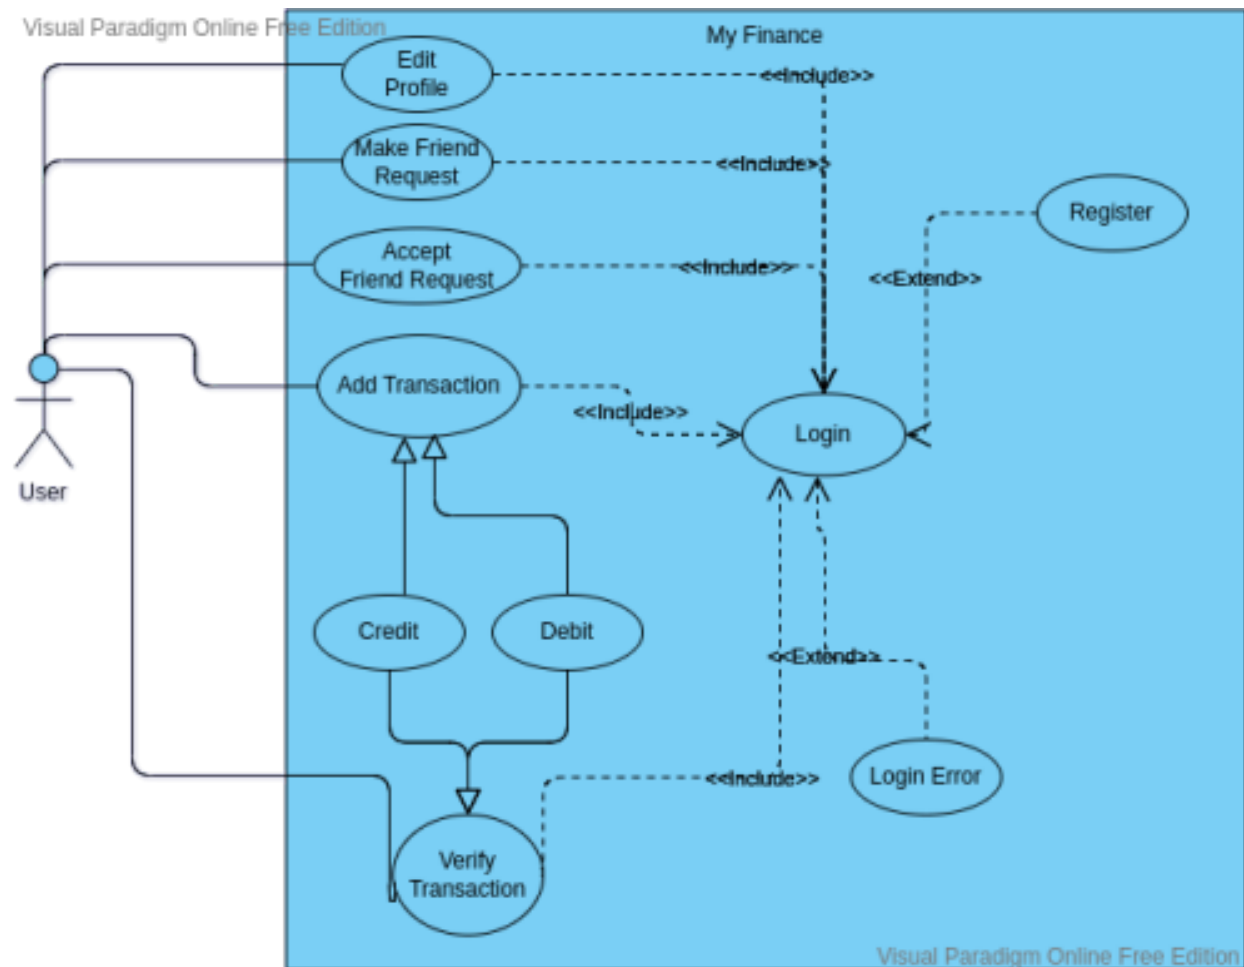 Visual Paradigm Online Free Edition
My Finance
Edit
Profile
<<Include>>
Make Friend
Request
<<Include>>
Register
Accept
Friend Request
<<Include>>
<<Extend>>
Add Transaction
<<Include>>
Login
User
Credit
Debit
<<Extend>>
<<Include>>
Login Error
Verify
Transaction
Visual Paradigm Online Free Edition